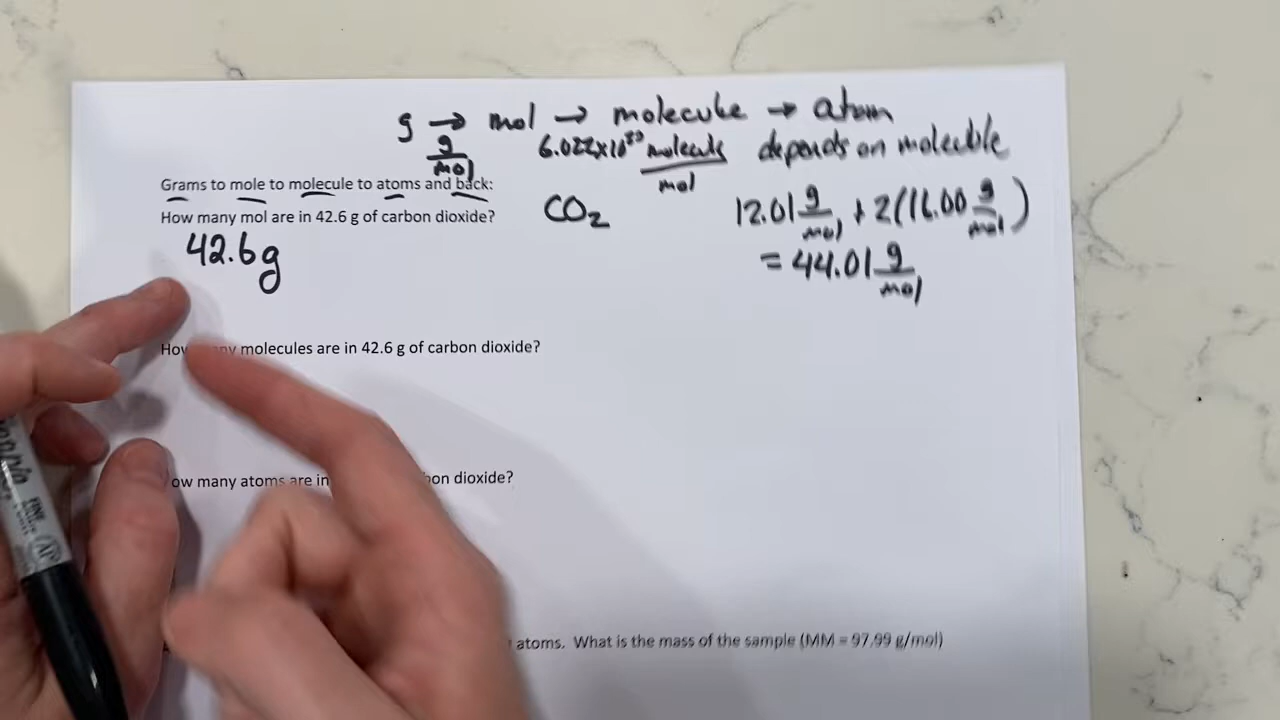 g → mol → molecule → atom
g/mol 6.022x10²³ molecule/mol depends on molecule
Grams to mole to molecule to atoms and back:
How many mol are in 42.6 g of carbon dioxide?
CO₂ 12.01 g/mol + 2(16.00 g/mol)
42.6g
= 44.01 g/mol
molecules are in 42.6 g of carbon dioxide?
ow many atoms are in dioxide?
atoms. What is the mass of the sample (MM = 97.99 g/mol)
FINE
AP